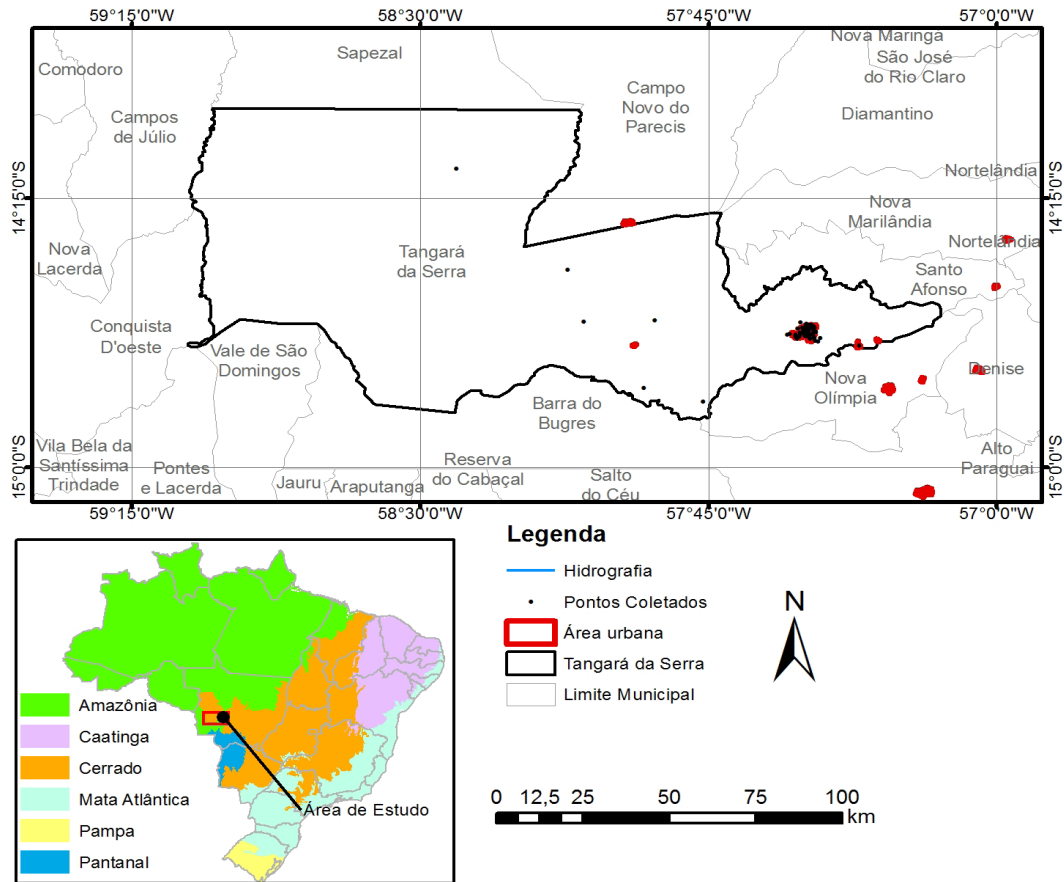 59°15'0"W
58°30'0"W
57°45'0"W
57°0'0"W
Comodoro
Sapezal
Nova Maringá
São José
do Rio Claro
Campos
de Júlio
Campo
Novo do
Parecis
Diamantino
14°15'0"S
14°15'0"S
Nortelândia
Nova
Marilândia
Nova
Lacerda
Tangará
da Serra
Nortelândia
Santo
Afonso
Conquista
D'oeste
Vale de São
Domingos
Nova
Olímpia
Denise
Barra do
Bugres
Vila Bela da
Santíssima
Trindade
Pontes
e Lacerda
Jauru
Araputanga
Reserva
do Cabaçal
Salto
do Céu
Alto
Paraguai
15°0'0"S
15°0'0"S
59°15'0"W
58°30'0"W
57°45'0"W
57°0'0"W
Legenda
Hidrografia
Pontos Coletados
Área urbana
Tangará da Serra
Limite Municipal
N
Amazônia
Caatinga
Cerrado
Mata Atlântica
Pampa
Pantanal
Área de Estudo
0 12,5 25 50 75 100
km